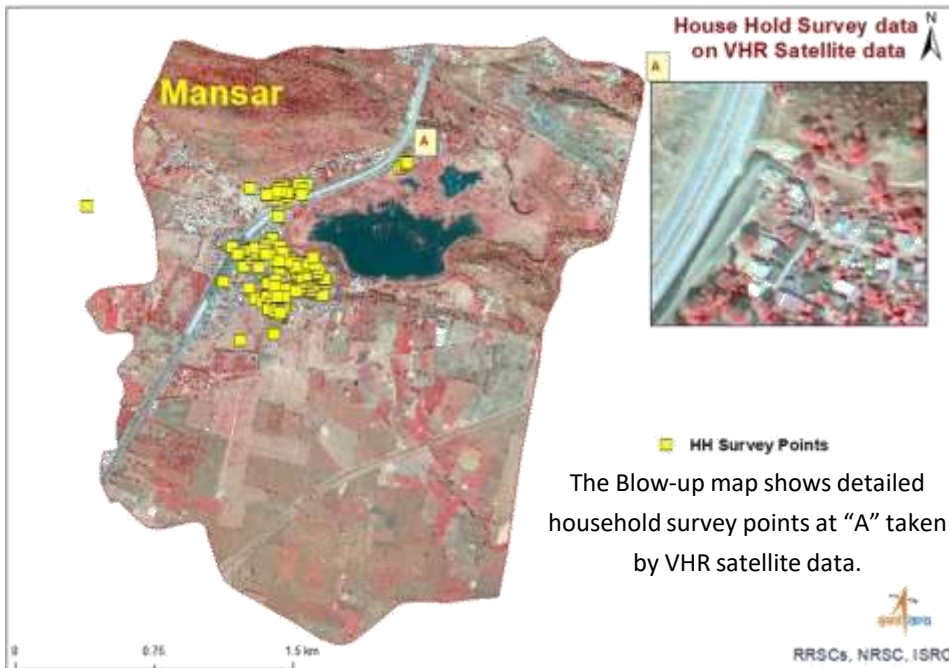 House Hold Survey data
on VHR Satellite data
N
Mansar
A
A
HH Survey Points
The Blow-up map shows detailed
household survey points at “A” taken
by VHR satellite data.
RRSCs, NRSC, ISRO
0 0.75 1.5 km